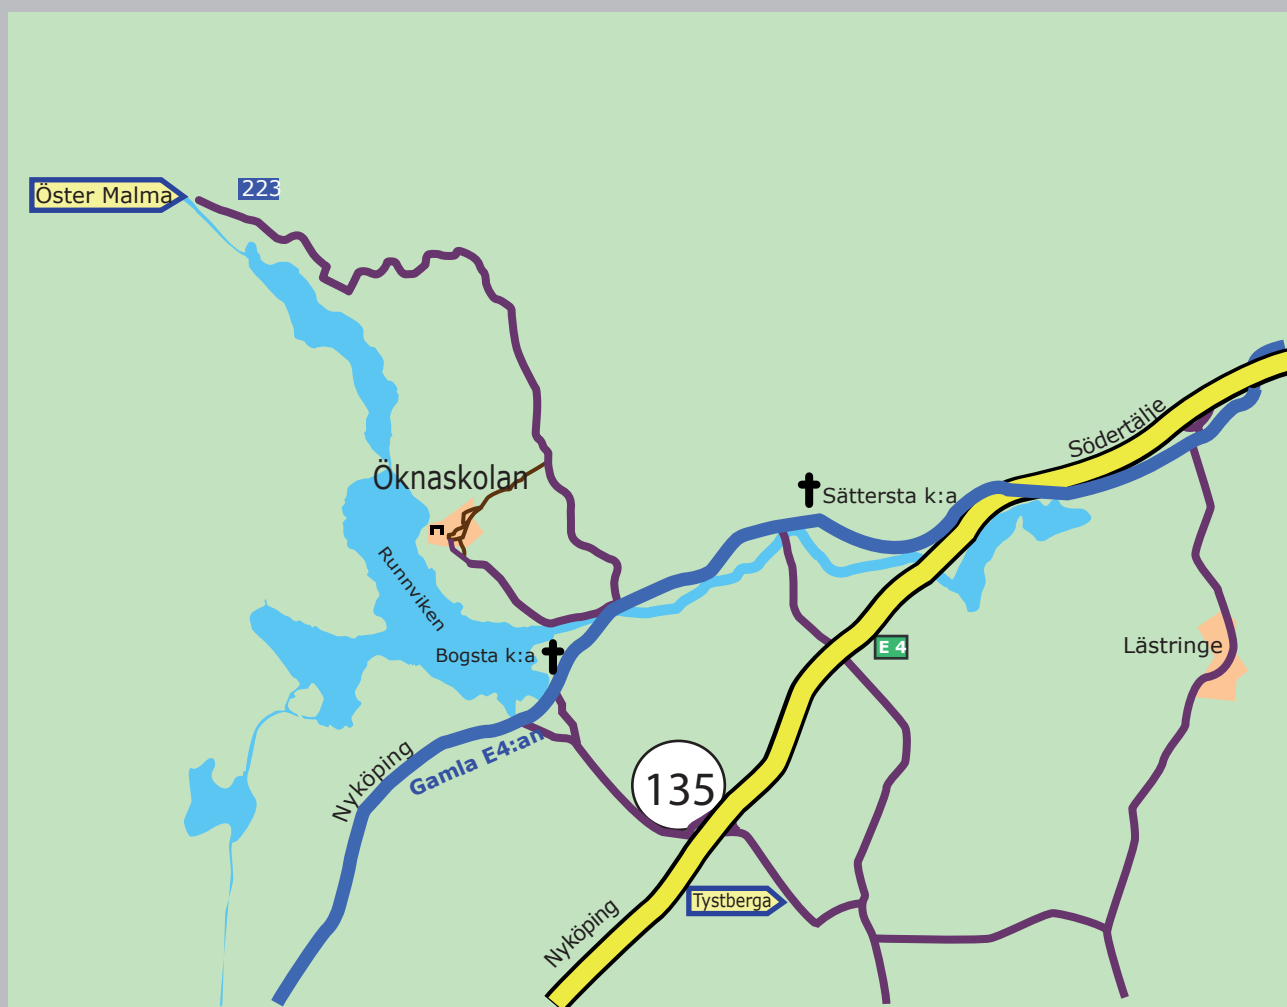 223
Öster Malma
Södertälje
Öknaskolan
Sättersta k:a
Runnviken
Bogsta k:a
E 4
Lästringe
Nyköping
Gamla E4:an
135
Tystberga
Nyköping